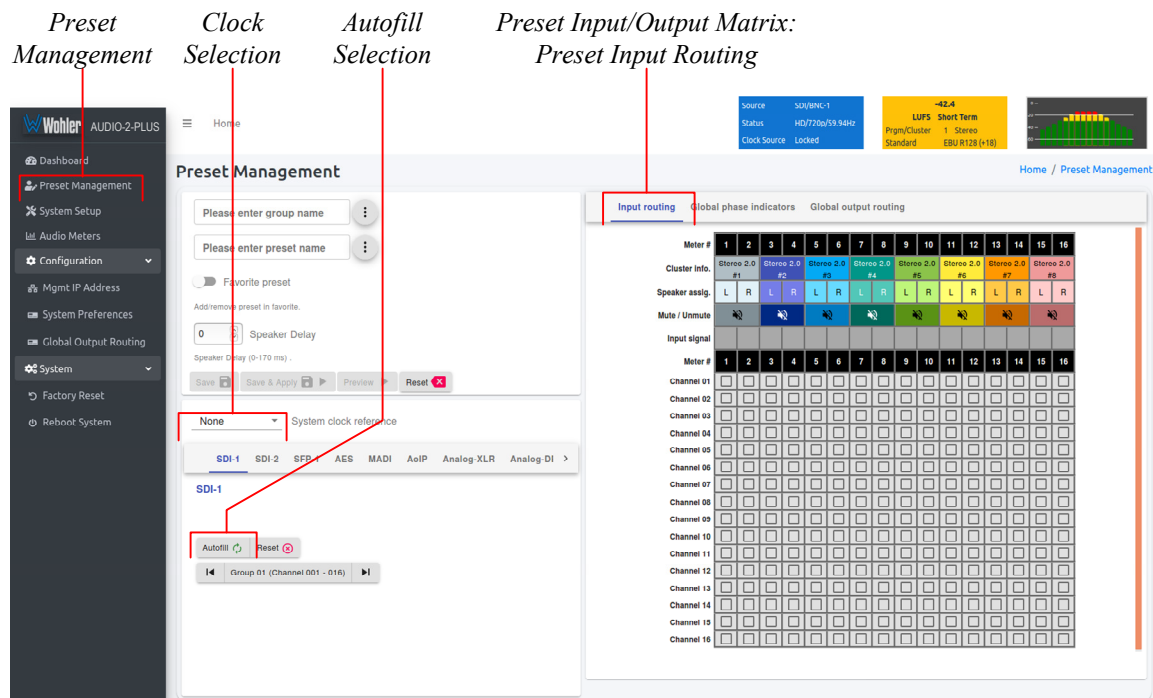 Preset Management
Clock Selection
Autofill Selection
Preset Input/Output Matrix:
Preset Input Routing
Wohler AUDIO-2-PLUS
Home
Source SDI/BNC-1
Status HD/720p/59.94Hz
Clock Source Locked
-42.4
LUFS Short Term
Prgm/Cluster 1 Stereo
Standard EBU R128 (+18)
Dashboard
Preset Management
System Setup
Audio Meters
Configuration
Mgmt IP Address
System Preferences
Global Output Routing
System
Factory Reset
Reboot System
Preset Management
Home / Preset Management
Please enter group name
Please enter preset name
Favorite preset
Add/remove preset in favorite.
0 Speaker Delay
Speaker Delay (0-170 ms) .
Save Save & Apply Preview Reset
None System clock reference
SDI-1 SDI-2 SFP-1 AES MADI AoIP Analog-XLR Analog-DI
SDI-1
Autofill Reset
Group 01 (Channel 001 - 016)
Input routing Global phase indicators Global output routing
Meter # 1 2 3 4 5 6 7 8 9 10 11 12 13 14 15 16
Cluster info. Stereo 2.0 #1 Stereo 2.0 #2 Stereo 2.0 #3 Stereo 2.0 #4 Stereo 2.0 #5 Stereo 2.0 #6 Stereo 2.0 #7 Stereo 2.0 #8
Speaker assig. L R L R L R L R L R L R L R L R
Mute / Unmute
Input signal
Meter # 1 2 3 4 5 6 7 8 9 10 11 12 13 14 15 16
Channel 01
Channel 02
Channel 03
Channel 04
Channel 05
Channel 06
Channel 07
Channel 08
Channel 09
Channel 10
Channel 11
Channel 12
Channel 13
Channel 14
Channel 15
Channel 16